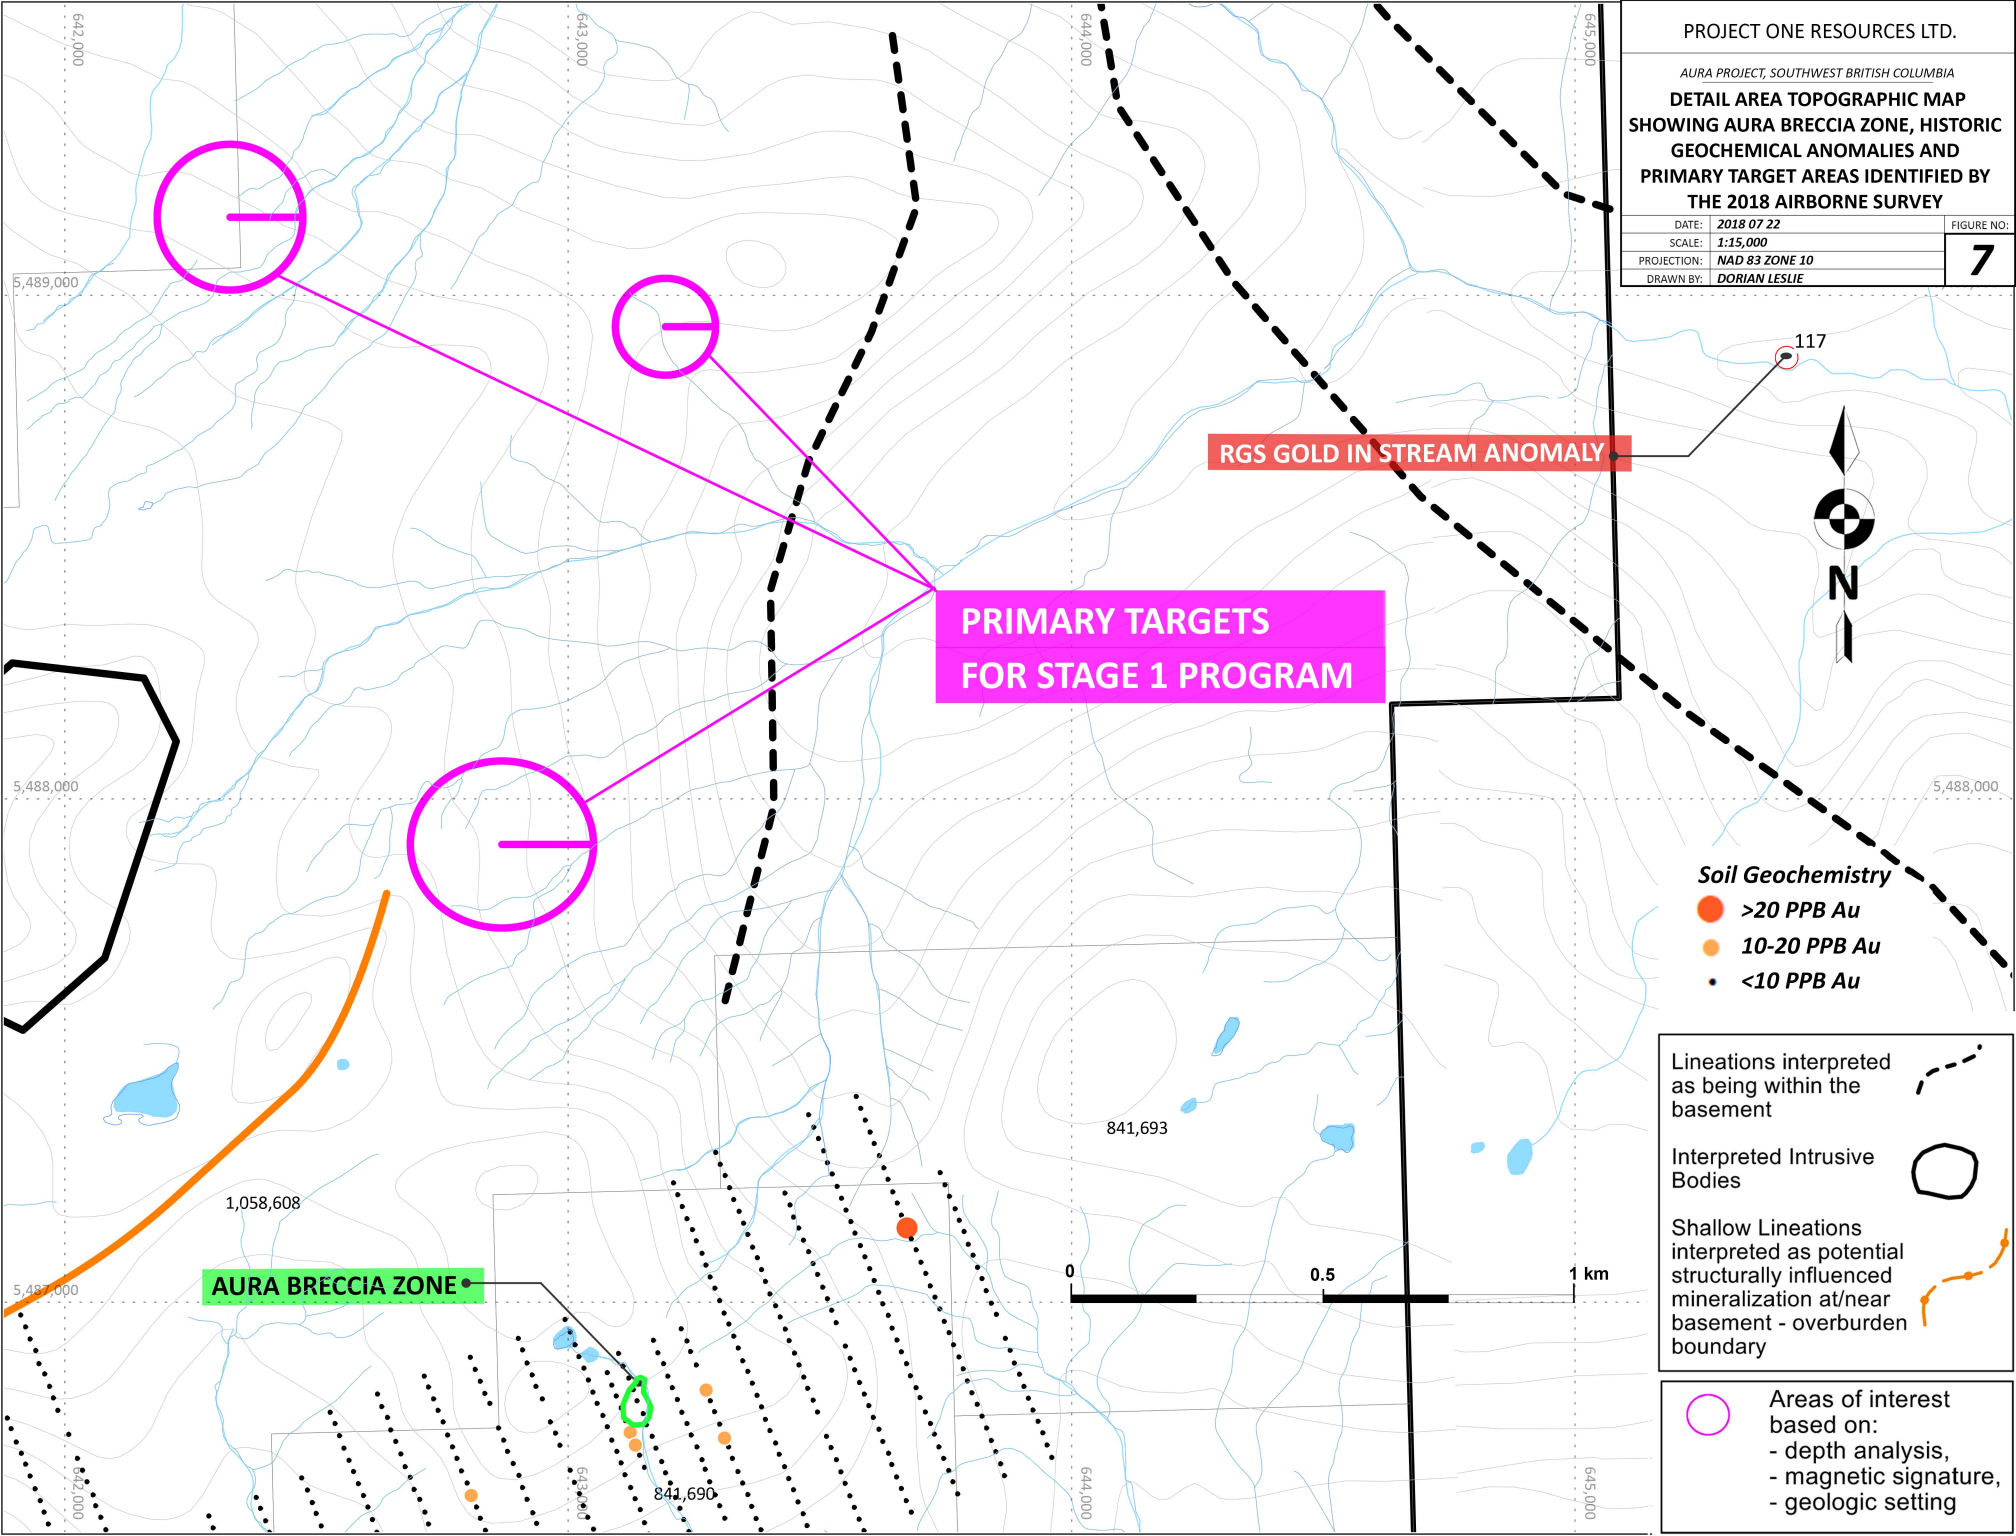 642,000
643,000
644,000
645,000
PROJECT ONE RESOURCES LTD.
AURA PROJECT, SOUTHWEST BRITISH COLUMBIA
DETAIL AREA TOPOGRAPHIC MAP
SHOWING AURA BRECCIA ZONE, HISTORIC
GEOCHEMICAL ANOMALIES AND
PRIMARY TARGET AREAS IDENTIFIED BY
THE 2018 AIRBORNE SURVEY
DATE: 2018 07 22
SCALE: 1:15,000
PROJECTION: NAD 83 ZONE 10
DRAWN BY: DORIAN LESLIE
FIGURE NO:
7
5,489,000
117
RGS GOLD IN STREAM ANOMALY
N
PRIMARY TARGETS
FOR STAGE 1 PROGRAM
5,488,000
5,488,000
Soil Geochemistry
>20 PPB Au
10-20 PPB Au
<10 PPB Au
Lineations interpreted
as being within the
basement
Interpreted Intrusive
Bodies
Shallow Lineations
interpreted as potential
structurally influenced
mineralization at/near
basement - overburden
boundary
841,693
1,058,608
AURA BRECCIA ZONE
5,487,000
0
0.5
1 km
Areas of interest
based on:
- depth analysis,
- magnetic signature,
- geologic setting
841,690
642,000
643,000
644,000
645,000